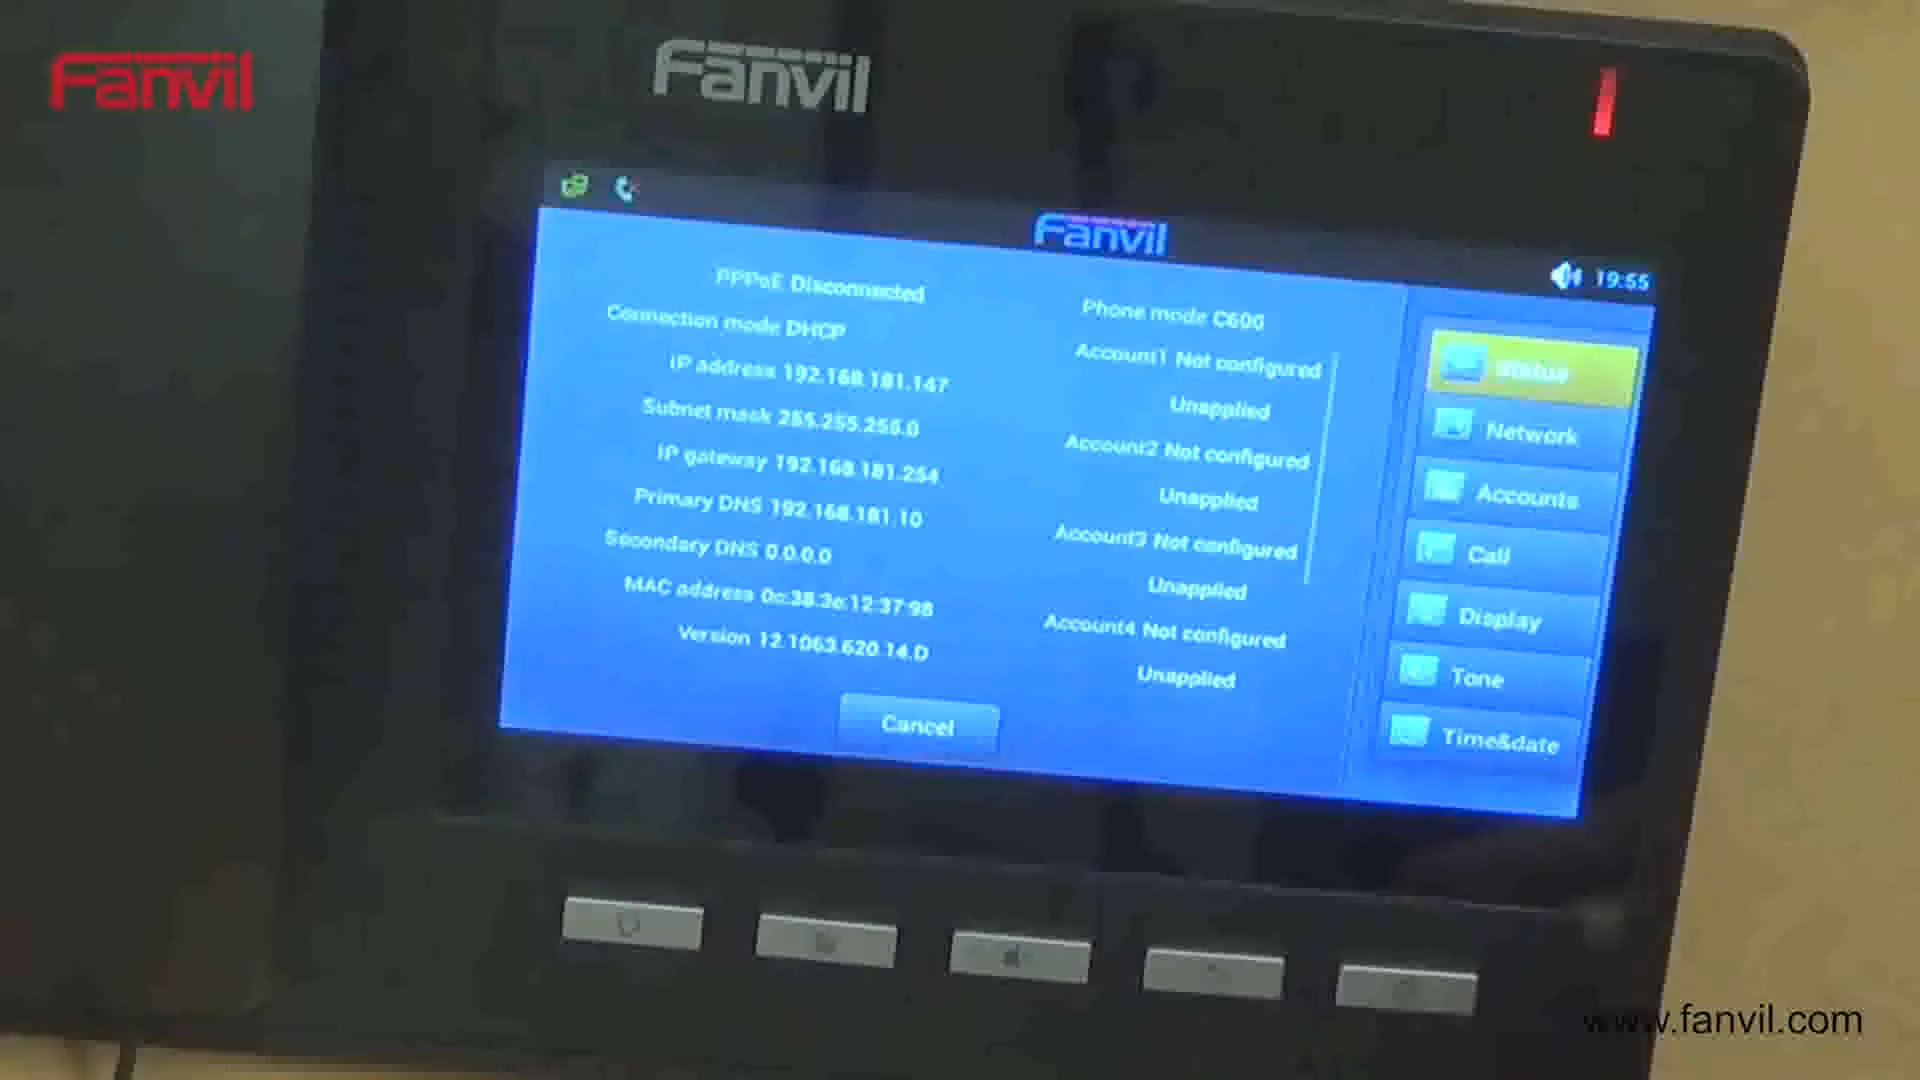 Fanvil
Fanvil
Fanvil
19:55
PPPoE Disconnected
Connection mode DHCP
IP address 192.168.181.147
Subnet mask 255.255.255.0
IP gateway 192.168.181.254
Primary DNS 192.168.181.10
Secondary DNS 0.0.0.0
MAC address 0c:38:3e:12:37:98
Version 12.1063.620.14.D
Phone mode C600
Account1 Not configured
Unapplied
Account2 Not configured
Unapplied
Account3 Not configured
Unapplied
Account4 Not configured
Unapplied
Cancel
Status
Network
Accounts
Call
Display
Tone
Time&date
www.fanvil.com